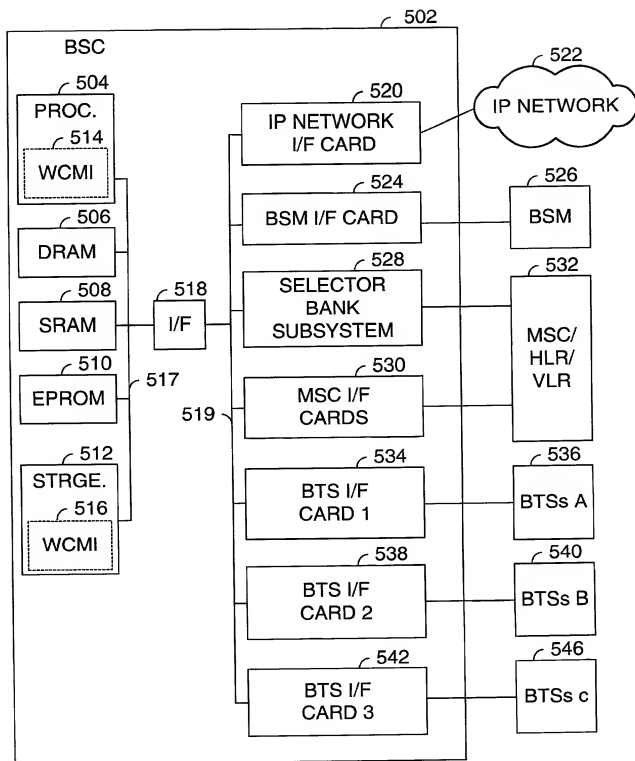 502
BSC
504
PROC.
514
WCMI
506
DRAM
508
SRAM
510
EPROM
517
512
STRGE.
516
WCMI
518
I/F
519
520
IP NETWORK
I/F CARD
522
IP NETWORK
524
BSM I/F CARD
526
BSM
528
SELECTOR
BANK
SUBSYSTEM
532
MSC/
HLR/
VLR
530
MSC I/F
CARDS
534
BTS I/F
CARD 1
536
BTSs A
538
BTS I/F
CARD 2
540
BTSs B
542
BTS I/F
CARD 3
546
BTSs c